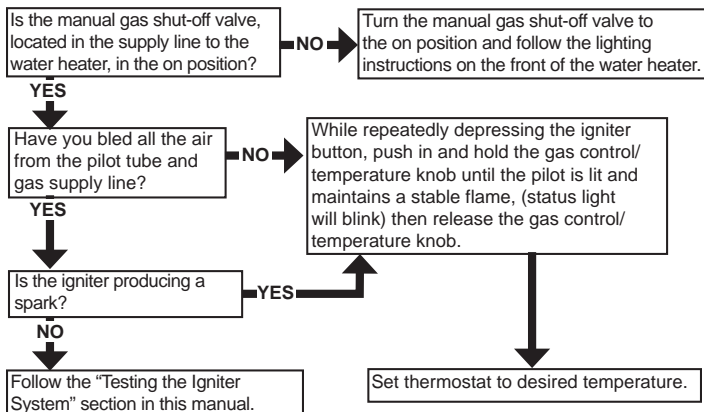 Is the manual gas shut-off valve,
located in the supply line to the
water heater, in the on position?
NO
Turn the manual gas shut-off valve to
the on position and follow the lighting
instructions on the front of the water heater.
YES
Have you bled all the air
from the pilot tube and
gas supply line?
NO
While repeatedly depressing the igniter
button, push in and hold the gas control/
temperature knob until the pilot is lit and
maintains a stable flame, (status light
will blink) then release the gas control/
temperature knob.
YES
Is the igniter producing a
spark?
YES
NO
Follow the “Testing the Igniter
System” section in this manual.
Set thermostat to desired temperature.